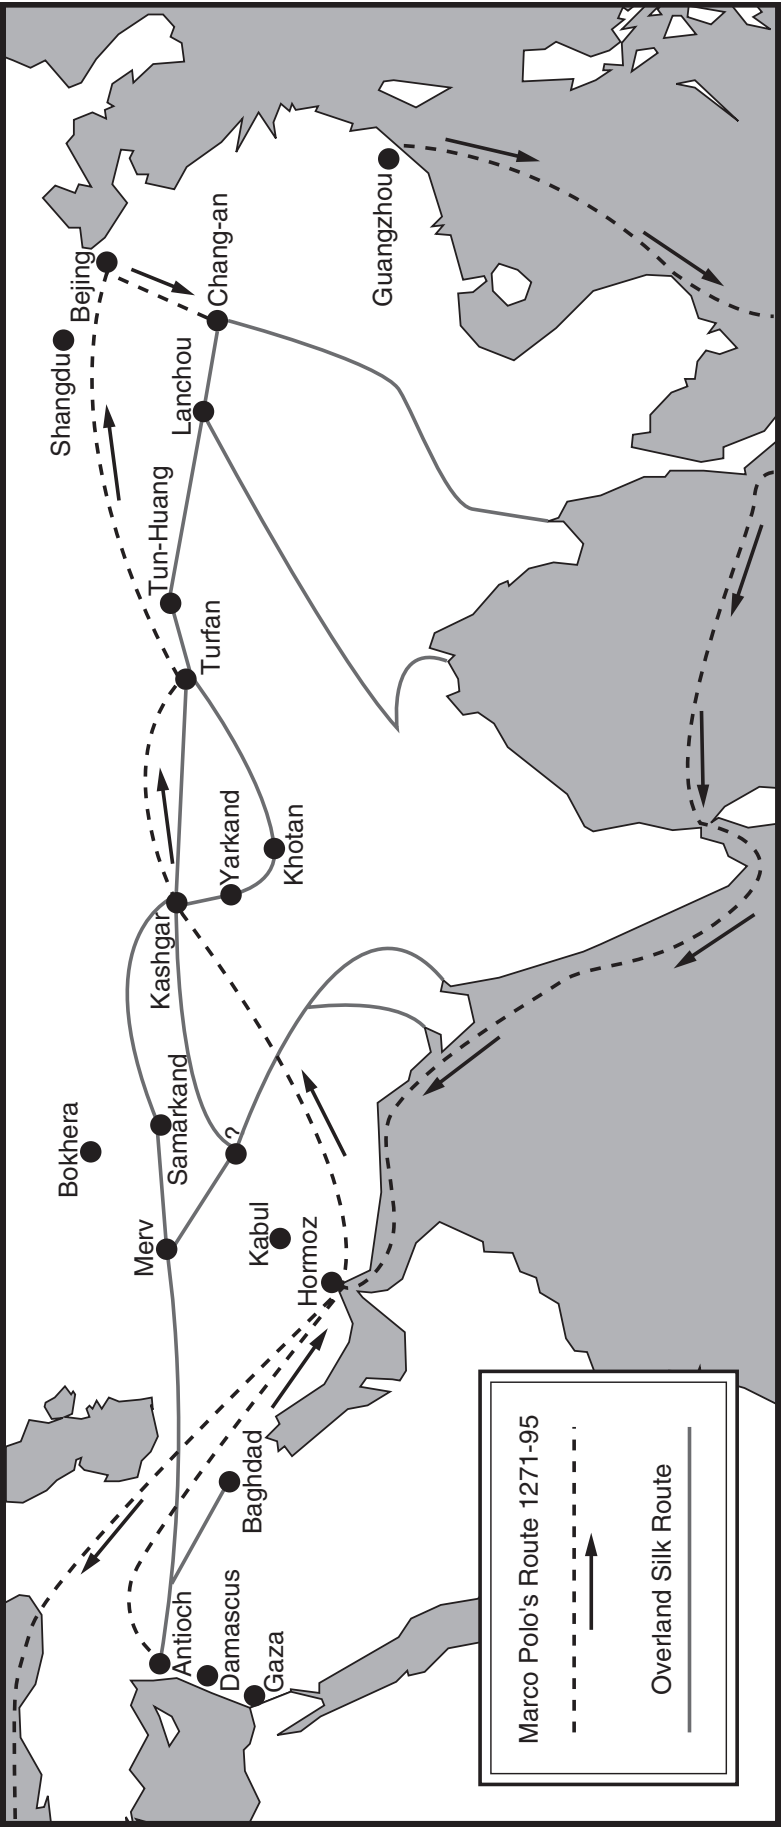 Shangdu
Bejing
Chang-an
Guangzhou
Lanchou
Tun-Huang
Turfan
Yarkand
Khotan
Kashgar
Bokhera
Samarkand
?
Merv
Kabul
Hormoz
Baghdad
Antioch
Damascus
Gaza
Marco Polo's Route 1271-95
Overland Silk Route